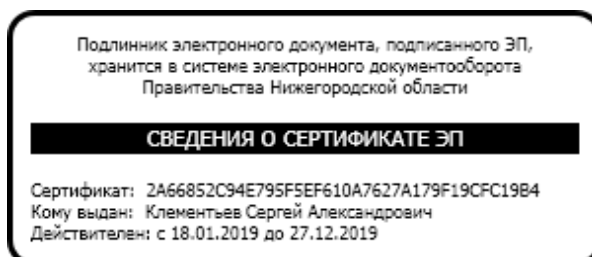 Подлинник электронного документа, подписанного ЭП,
хранится в системе электронного документооборота
Правительства Нижегородской области
СВЕДЕНИЯ О СЕРТИФИКАТЕ ЭП
Сертификат: 2A66852C94E795F5EF610A7627A179F19CFC19B4
Кому выдан: Клементьев Сергей Александрович
Действителен: с 18.01.2019 до 27.12.2019